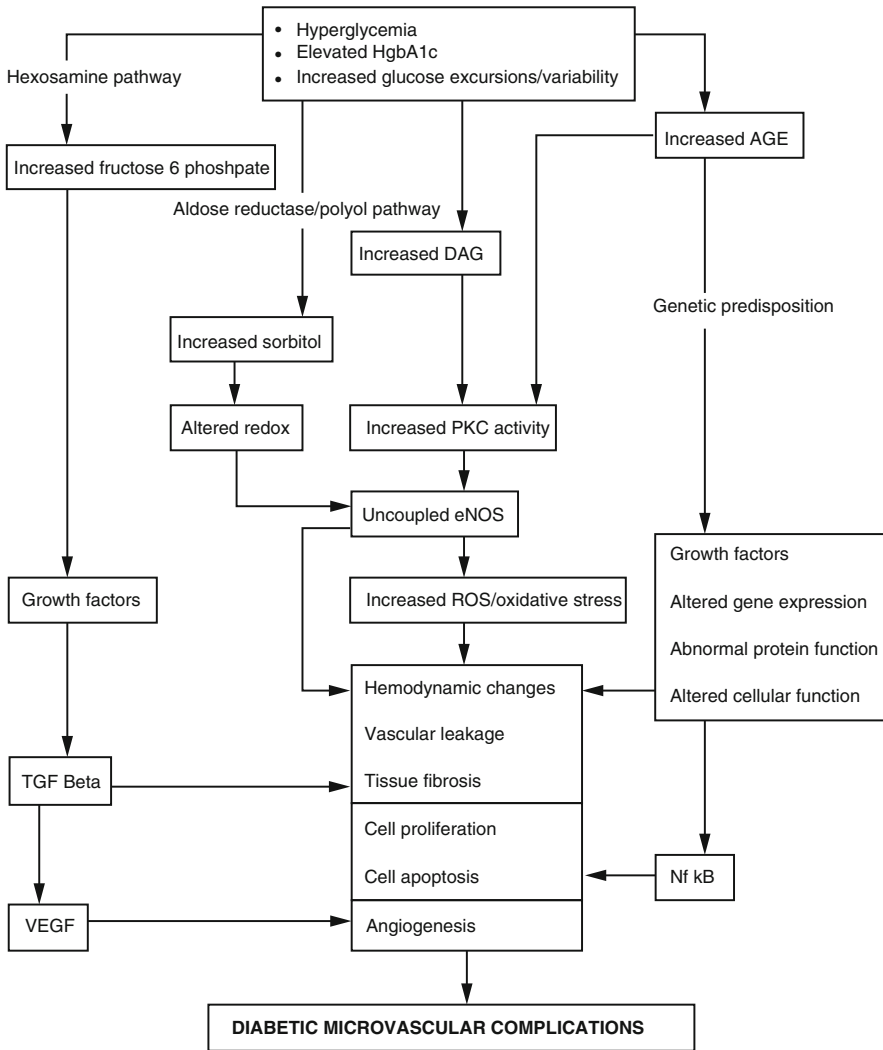 • Hyperglycemia
• Elevated HgbA1c
• Increased glucose excursions/variability
Hexosamine pathway
Increased AGE
Increased fructose 6 phoshpate
Aldose reductase/polyol pathway
Increased DAG
Genetic predisposition
Increased sorbitol
Altered redox
Increased PKC activity
Uncoupled eNOS
Growth factors
Altered gene expression
Abnormal protein function
Altered cellular function
Growth factors
Increased ROS/oxidative stress
Hemodynamic changes
Vascular leakage
Tissue fibrosis
TGF Beta
Cell proliferation
Cell apoptosis
Nf kB
VEGF
Angiogenesis
DIABETIC MICROVASCULAR COMPLICATIONS